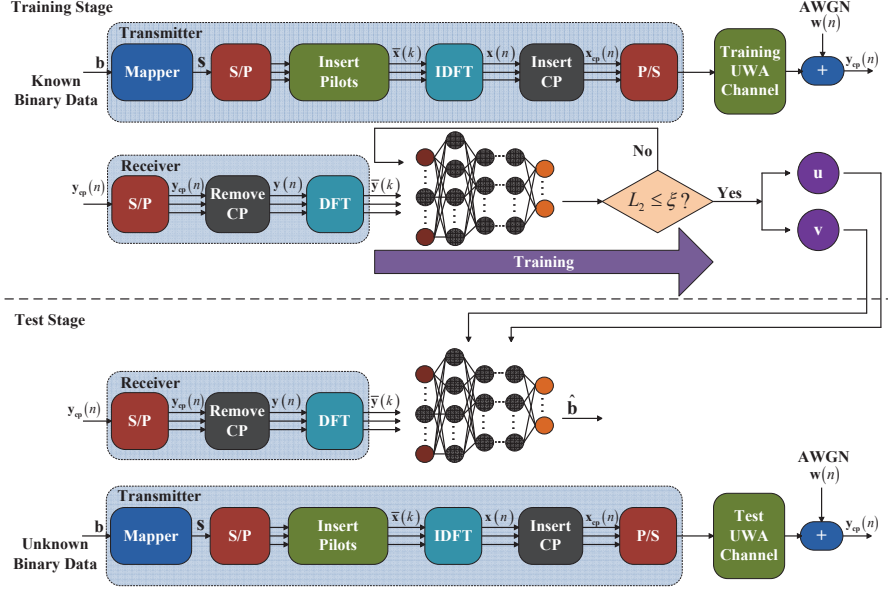 Training Stage
AWGN
w(n)
Transmitter
b
Mapper
s
S/P
Insert
Pilots
x̅(k)
IDFT
x(n)
Insert
CP
x_cp(n)
P/S
Training
UWA
Channel
+
y_cp(n)
Known
Binary Data
Receiver
y_cp(n)
S/P
y_cp(n)
Remove
CP
y(n)
DFT
y̅(k)
No
L₂ ≤ ξ ?
Yes
u
v
Training
Test Stage
Receiver
y_cp(n)
S/P
y_cp(n)
Remove
CP
y(n)
DFT
y̅(k)
b̂
AWGN
w(n)
Transmitter
b
Mapper
s
S/P
Insert
Pilots
x̅(k)
IDFT
x(n)
Insert
CP
x_cp(n)
P/S
Test
UWA
Channel
+
y_cp(n)
Unknown
Binary Data